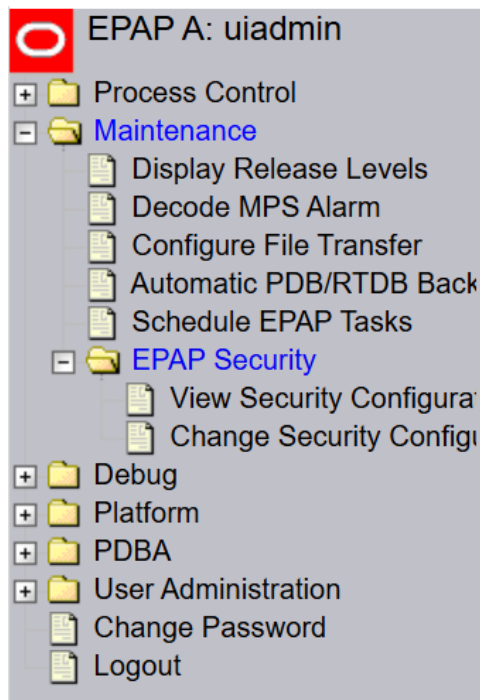 EPAP A: uiadmin
Process Control
Maintenance
Display Release Levels
Decode MPS Alarm
Configure File Transfer
Automatic PDB/RTDB Back
Schedule EPAP Tasks
EPAP Security
View Security Configurat
Change Security Configu
Debug
Platform
PDBA
User Administration
Change Password
Logout